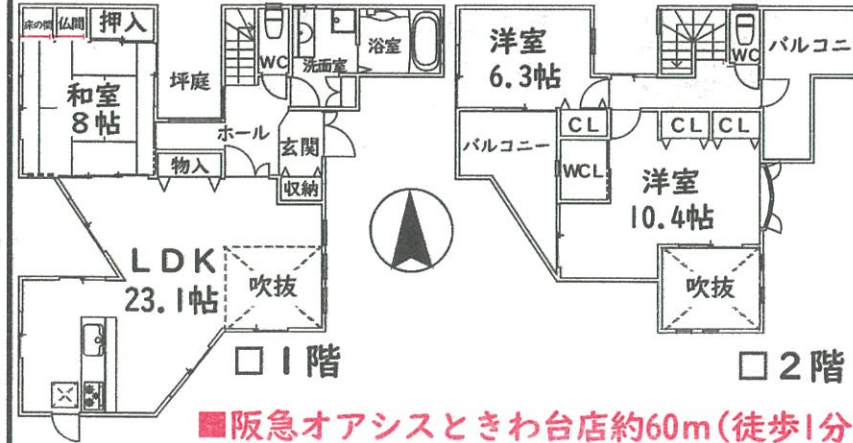 床の間
仏間
押入
和室
8帖
坪庭
WC
洗面室
浴室
ホール
玄関
物入
収納
LDK
23.1帖
吹抜
□1階
洋室
6.3帖
WC
バルコニ
CL
CL
CL
バルコニー
WCL
洋室
10.4帖
吹抜
□2階
■阪急オアシスときわ台店約60m(徒歩1分